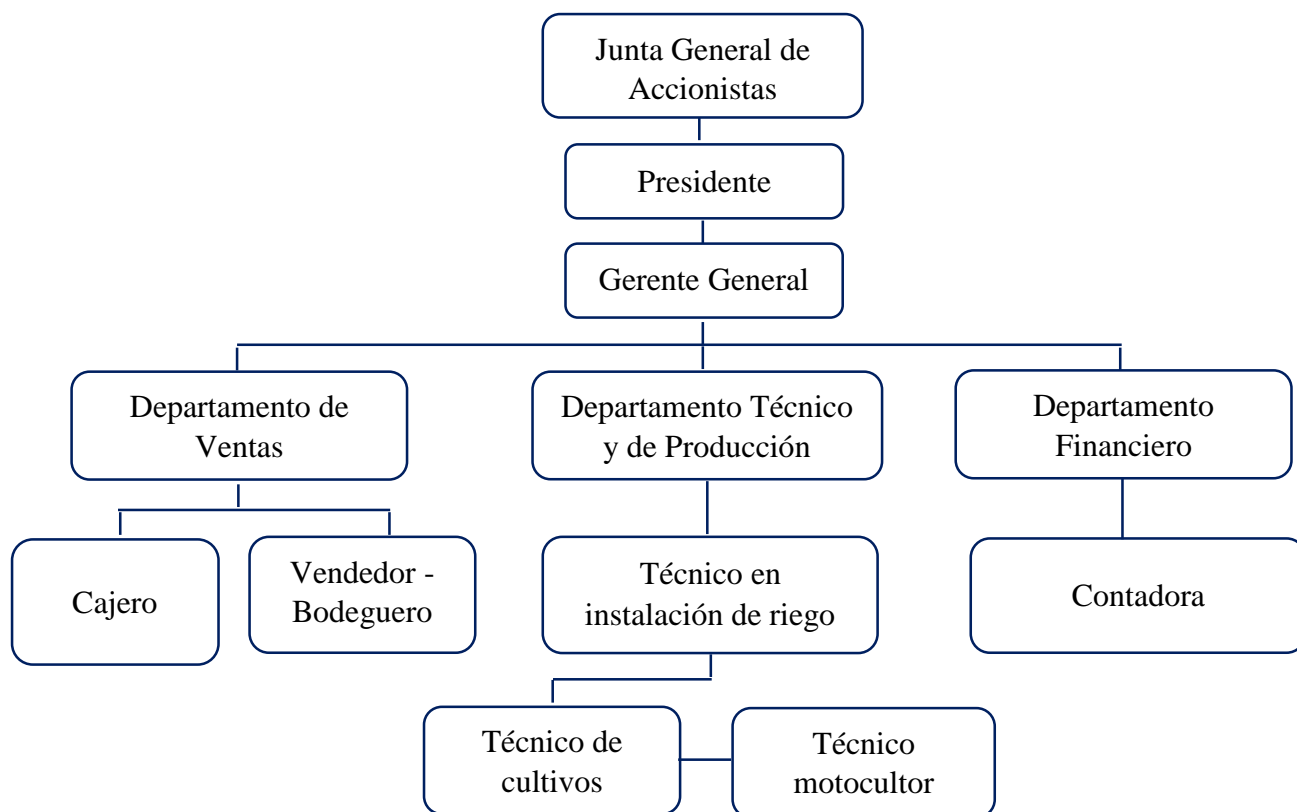 Junta General de
Accionistas
Presidente
Gerente General
Departamento de
Ventas
Departamento Técnico
y de Producción
Departamento
Financiero
Cajero
Vendedor -
Bodeguero
Técnico en
instalación de riego
Contadora
Técnico de
cultivos
Técnico
motocultor